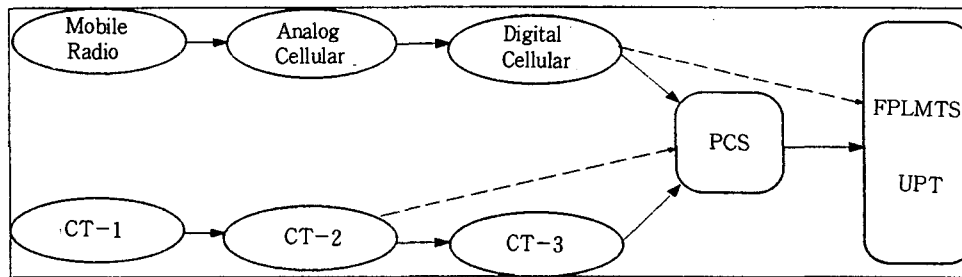 Mobile
Radio
Analog
Cellular
Digital
Cellular
FPLMTS
PCS
UPT
CT-1
CT-2
CT-3